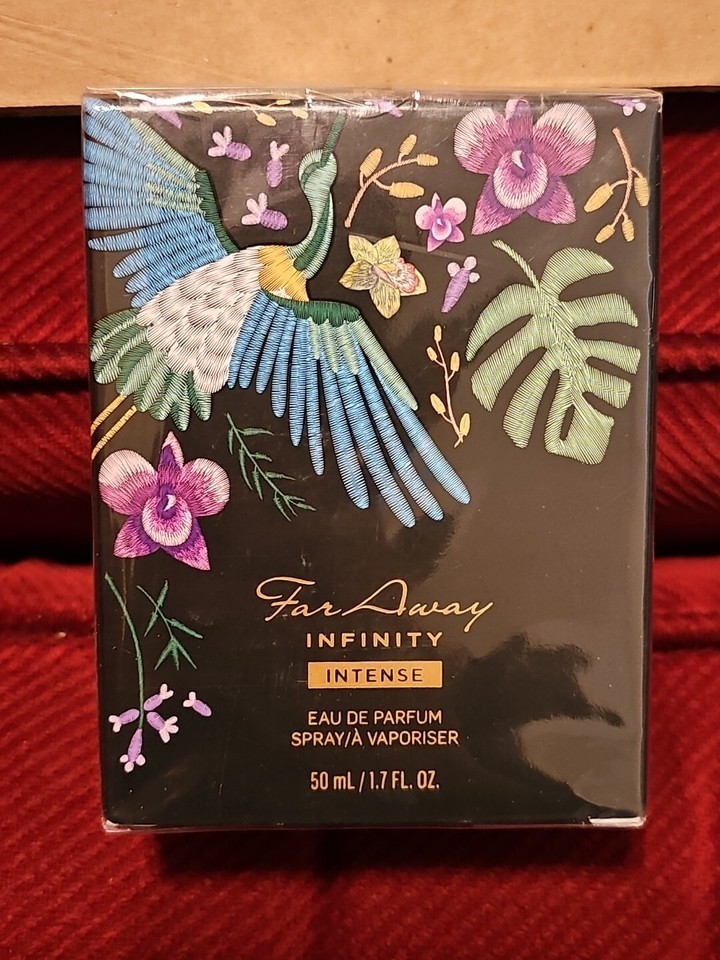 Far Away
INFINITY
INTENSE
EAU DE PARFUM
SPRAY/À VAPORISER
50 mL / 1.7 FL. OZ.